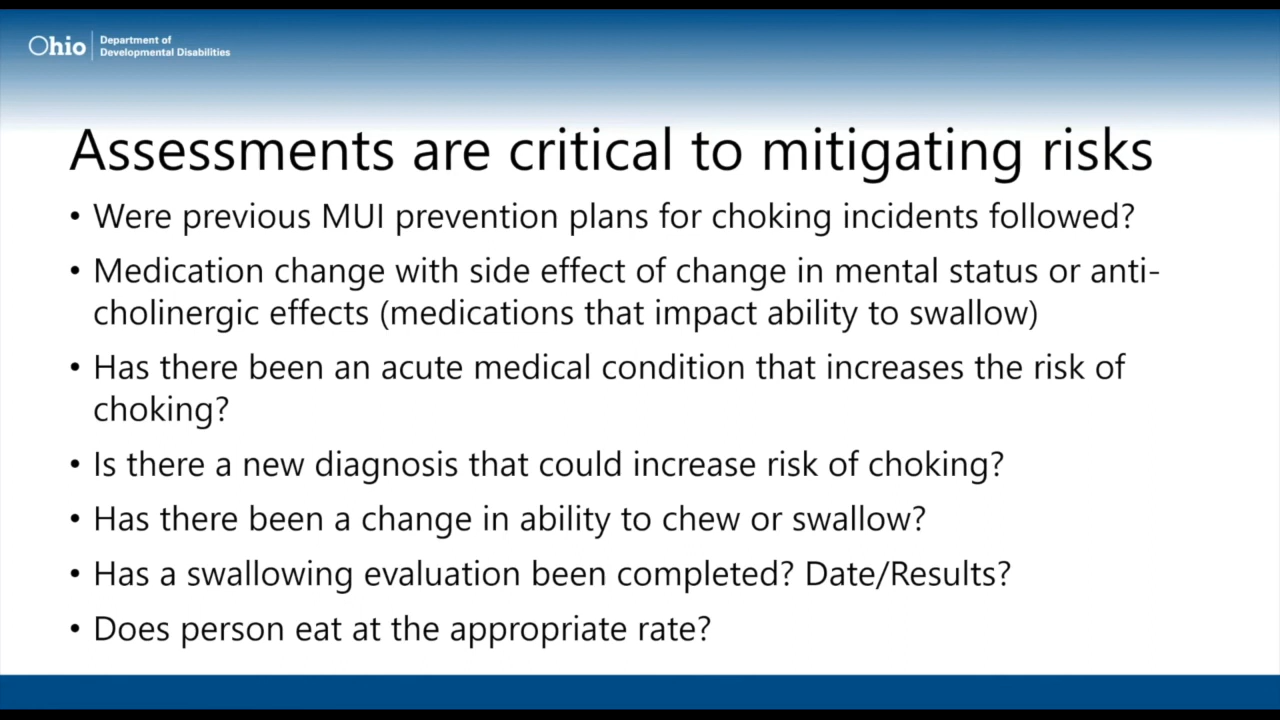 Ohio
Department of
Developmental Disabilities
Assessments are critical to mitigating risks
• Were previous MUI prevention plans for choking incidents followed?
• Medication change with side effect of change in mental status or anti-
cholinergic effects (medications that impact ability to swallow)
• Has there been an acute medical condition that increases the risk of
choking?
• Is there a new diagnosis that could increase risk of choking?
• Has there been a change in ability to chew or swallow?
• Has a swallowing evaluation been completed? Date/Results?
• Does person eat at the appropriate rate?